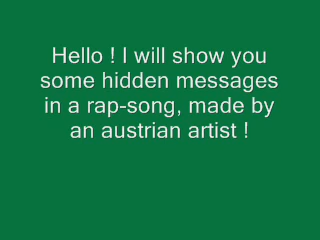 Hello ! I will show you
some hidden messages
in a rap-song, made by
an austrian artist !